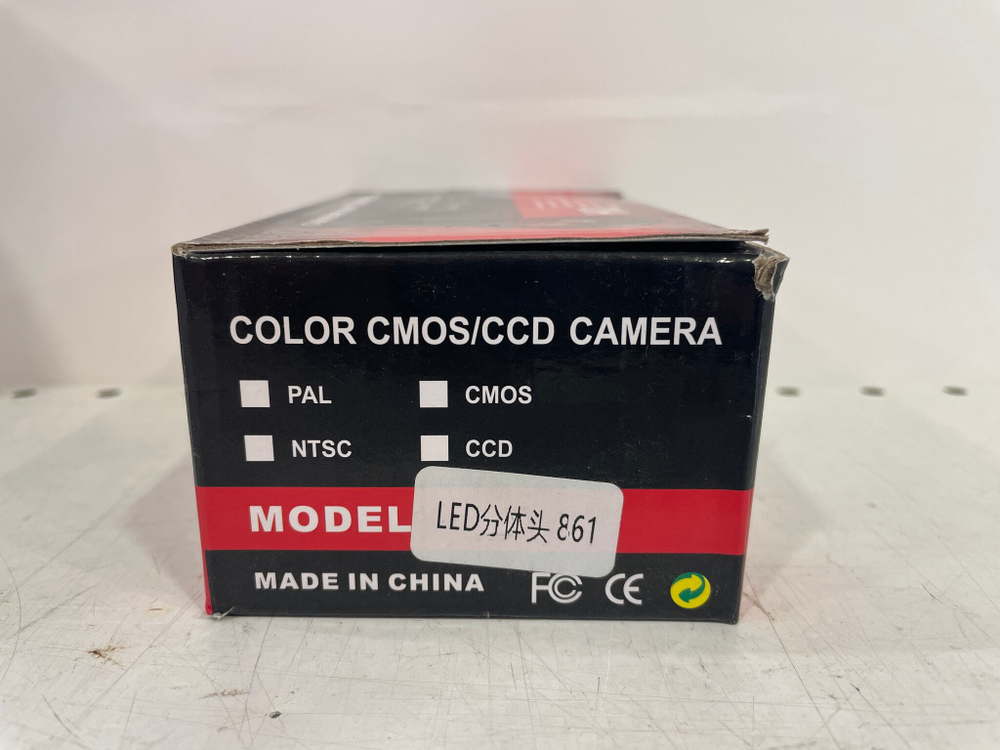 COLOR CMOS/CCD CAMERA
PAL CMOS
NTSC CCD
MODEL
LED分体头 861
MADE IN CHINA
FC CE